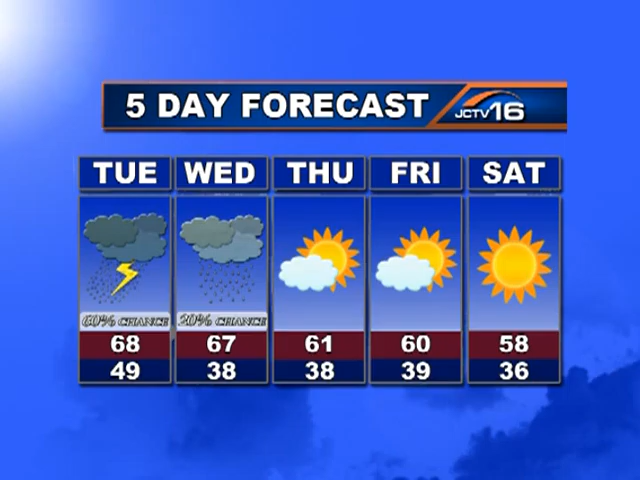 5 DAY FORECAST JCTV16
TUE WED THU FRI SAT
60% CHANCE 20% CHANCE
68 67 61 60 58
49 38 38 39 36